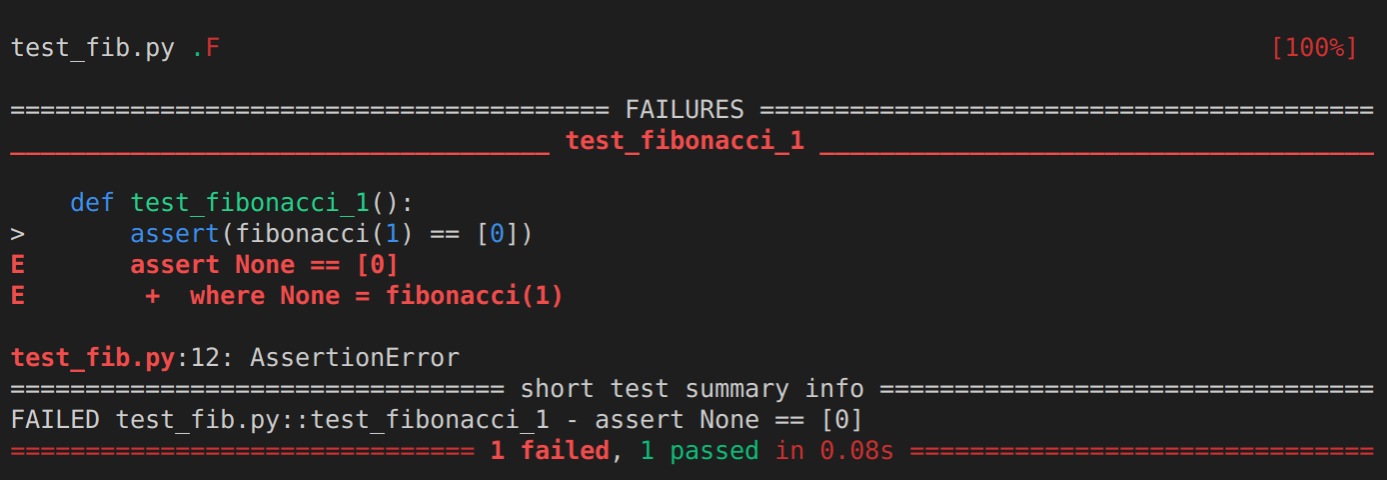 test_fib.py .F [100%]
======================================== FAILURES =========================================
____________________________________ test_fibonacci_1 _____________________________________
def test_fibonacci_1():
> assert(fibonacci(1) == [0])
E assert None == [0]
E + where None = fibonacci(1)
test_fib.py:12: AssertionError
================================= short test summary info =================================
FAILED test_fib.py::test_fibonacci_1 - assert None == [0]
=============================== 1 failed, 1 passed in 0.08s ===============================